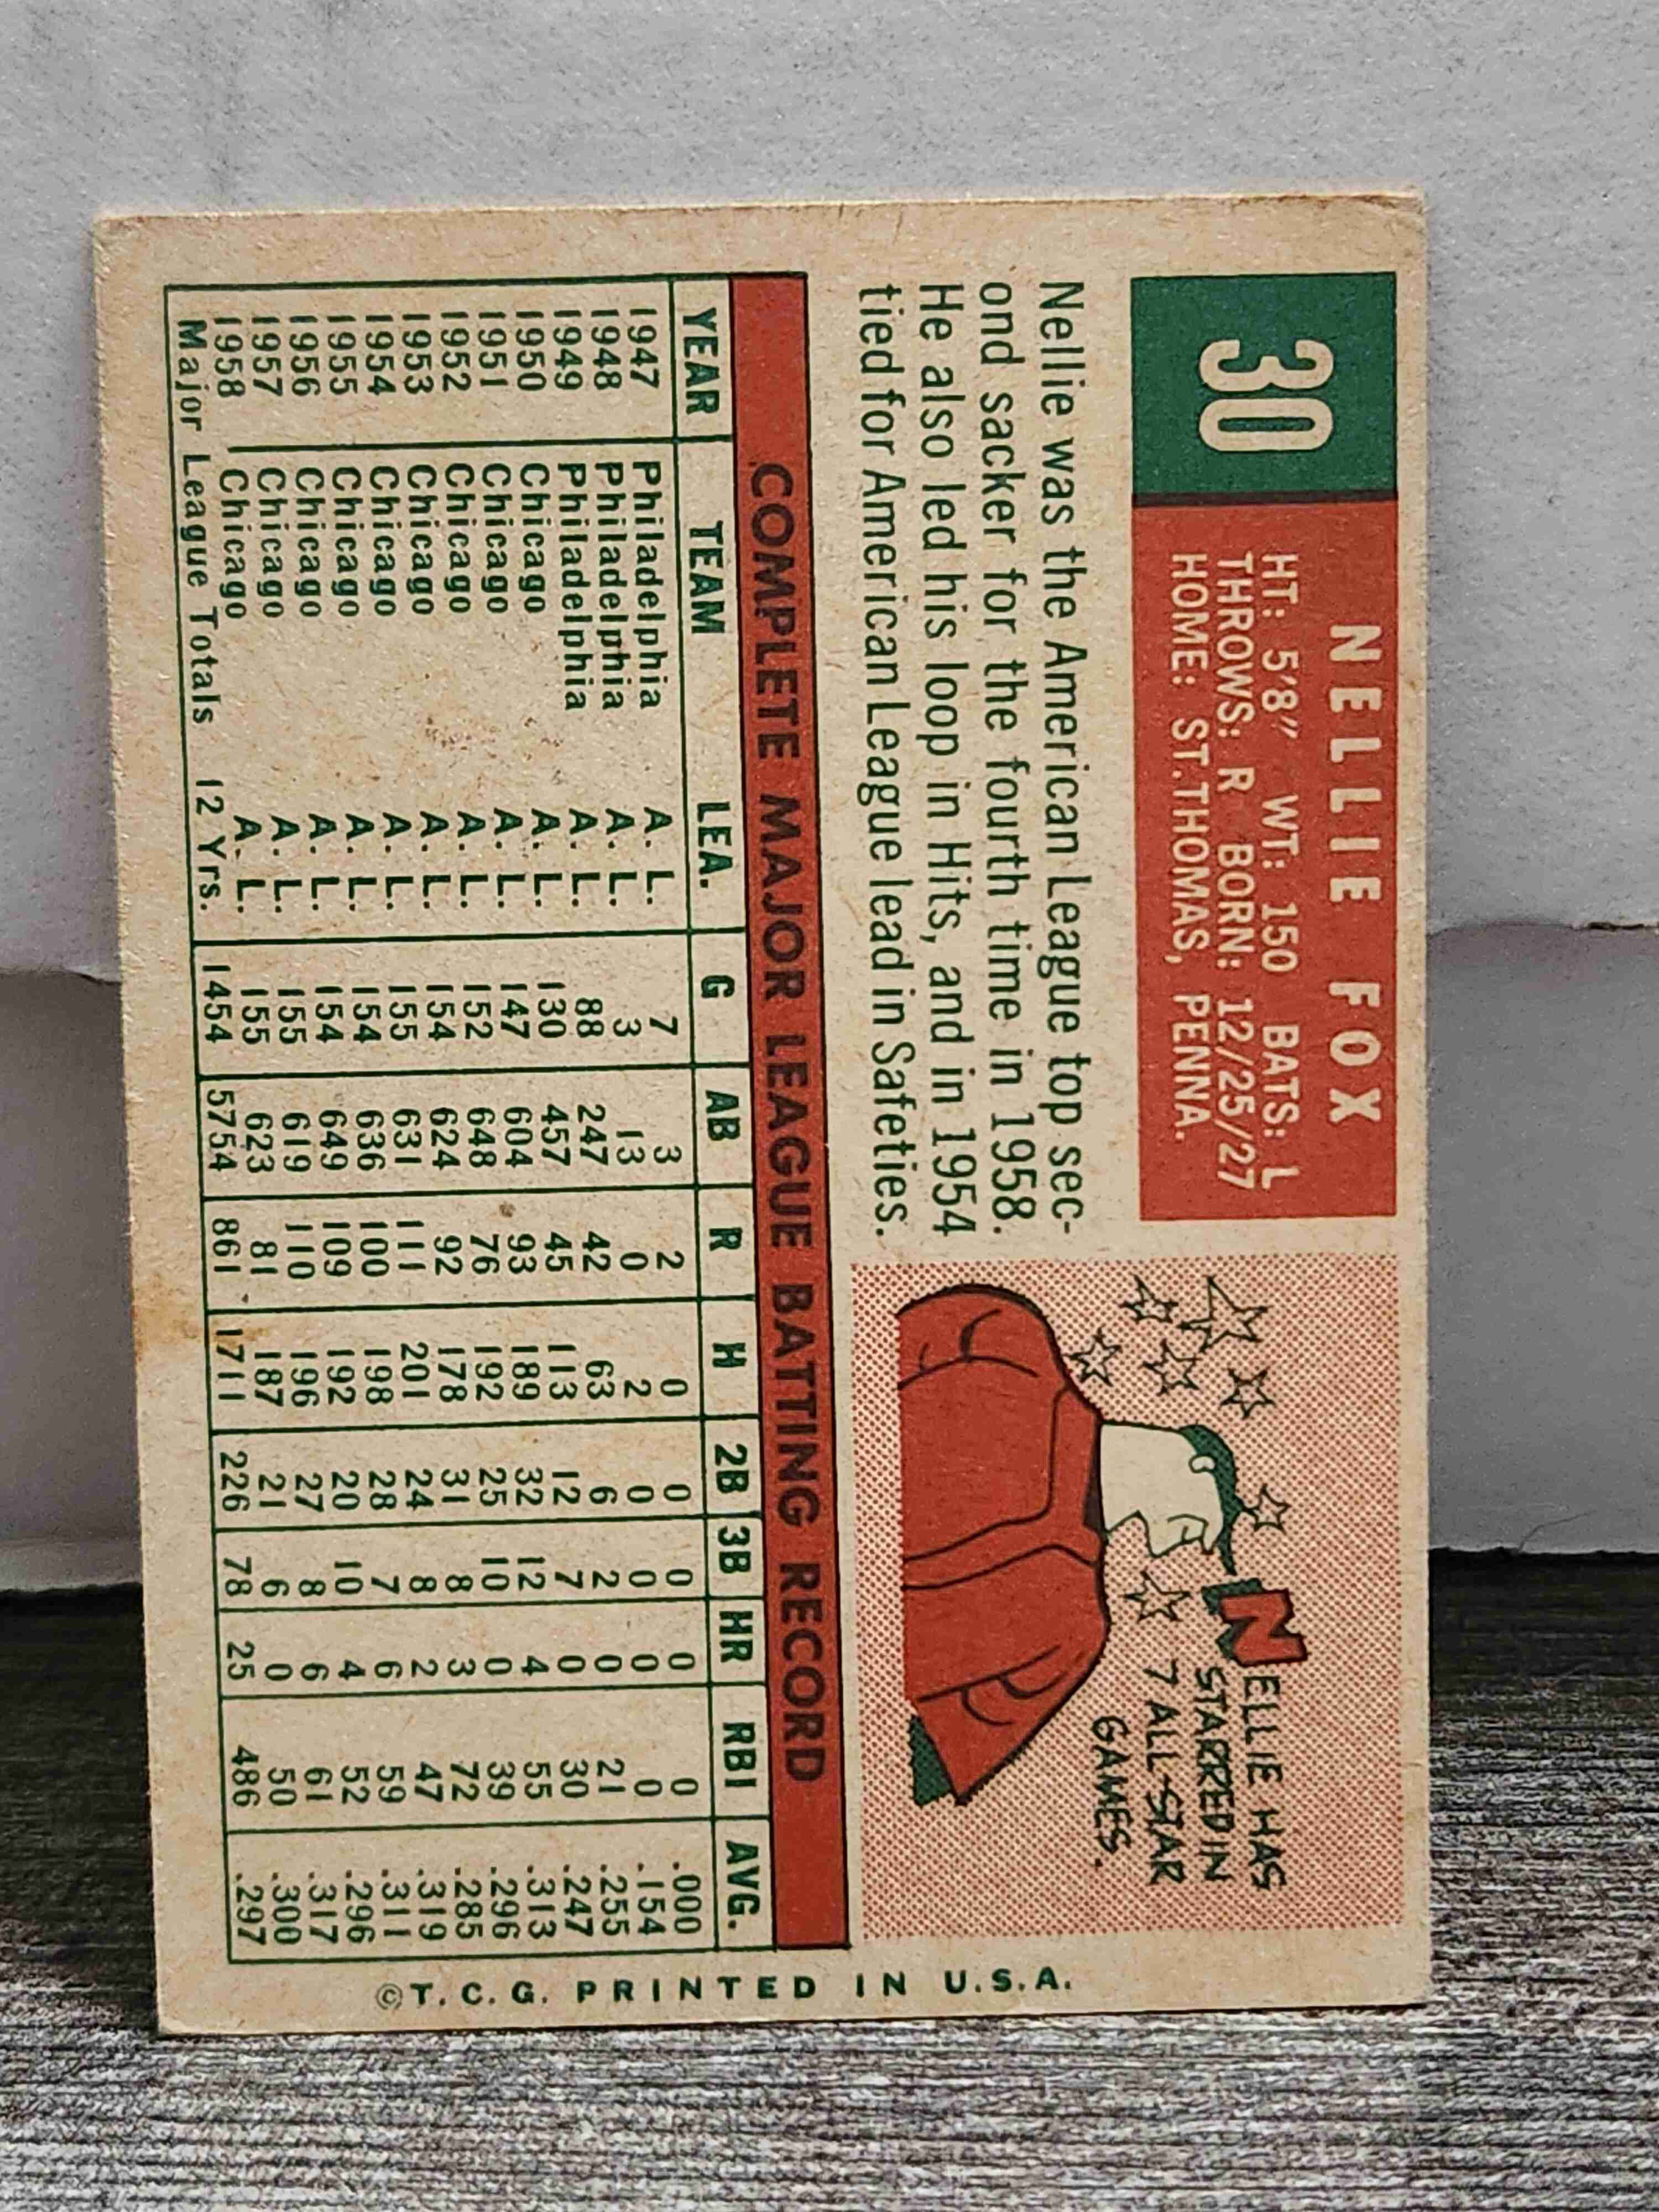 30
NELLIE FOX
HT: 5'8" WT: 150 BATS: L
THROWS: R BORN: 12/25/27
HOME: ST.THOMAS, PENNA.
Nellie was the American League top sec-
ond sacker for the fourth time in 1958.
He also led his loop in Hits, and in 1954
tied for American League lead in Safeties.
NELLIE HAS
STARRED IN
7 ALL-STAR
GAMES.
COMPLETE MAJOR LEAGUE BATTING RECORD
YEAR TEAM LEA. G AB R H 2B 3B HR RBI AVG.
1947 Philadelphia A. L. 7 3 2 0 0 0 0 0 .000
1948 Philadelphia A. L. 3 13 0 2 0 0 0 0 .154
1949 Philadelphia A. L. 88 247 42 63 6 2 0 21 .255
1950 Chicago A. L. 130 457 45 113 12 7 0 30 .247
1951 Chicago A. L. 147 604 93 189 32 12 4 55 .313
1952 Chicago A. L. 152 648 76 192 25 10 0 39 .296
1953 Chicago A. L. 154 624 92 178 31 8 3 72 .285
1954 Chicago A. L. 155 631 111 201 24 8 2 47 .319
1955 Chicago A. L. 154 636 100 198 28 7 6 59 .311
1956 Chicago A. L. 154 649 109 192 20 10 4 52 .296
1957 Chicago A. L. 155 619 110 196 27 8 6 61 .317
1958 Chicago A. L. 155 623 81 187 21 6 0 50 .300
Major League Totals 12 Yrs. 1454 5754 861 1711 226 78 25 486 .297
©T. C. G. PRINTED IN U.S.A.